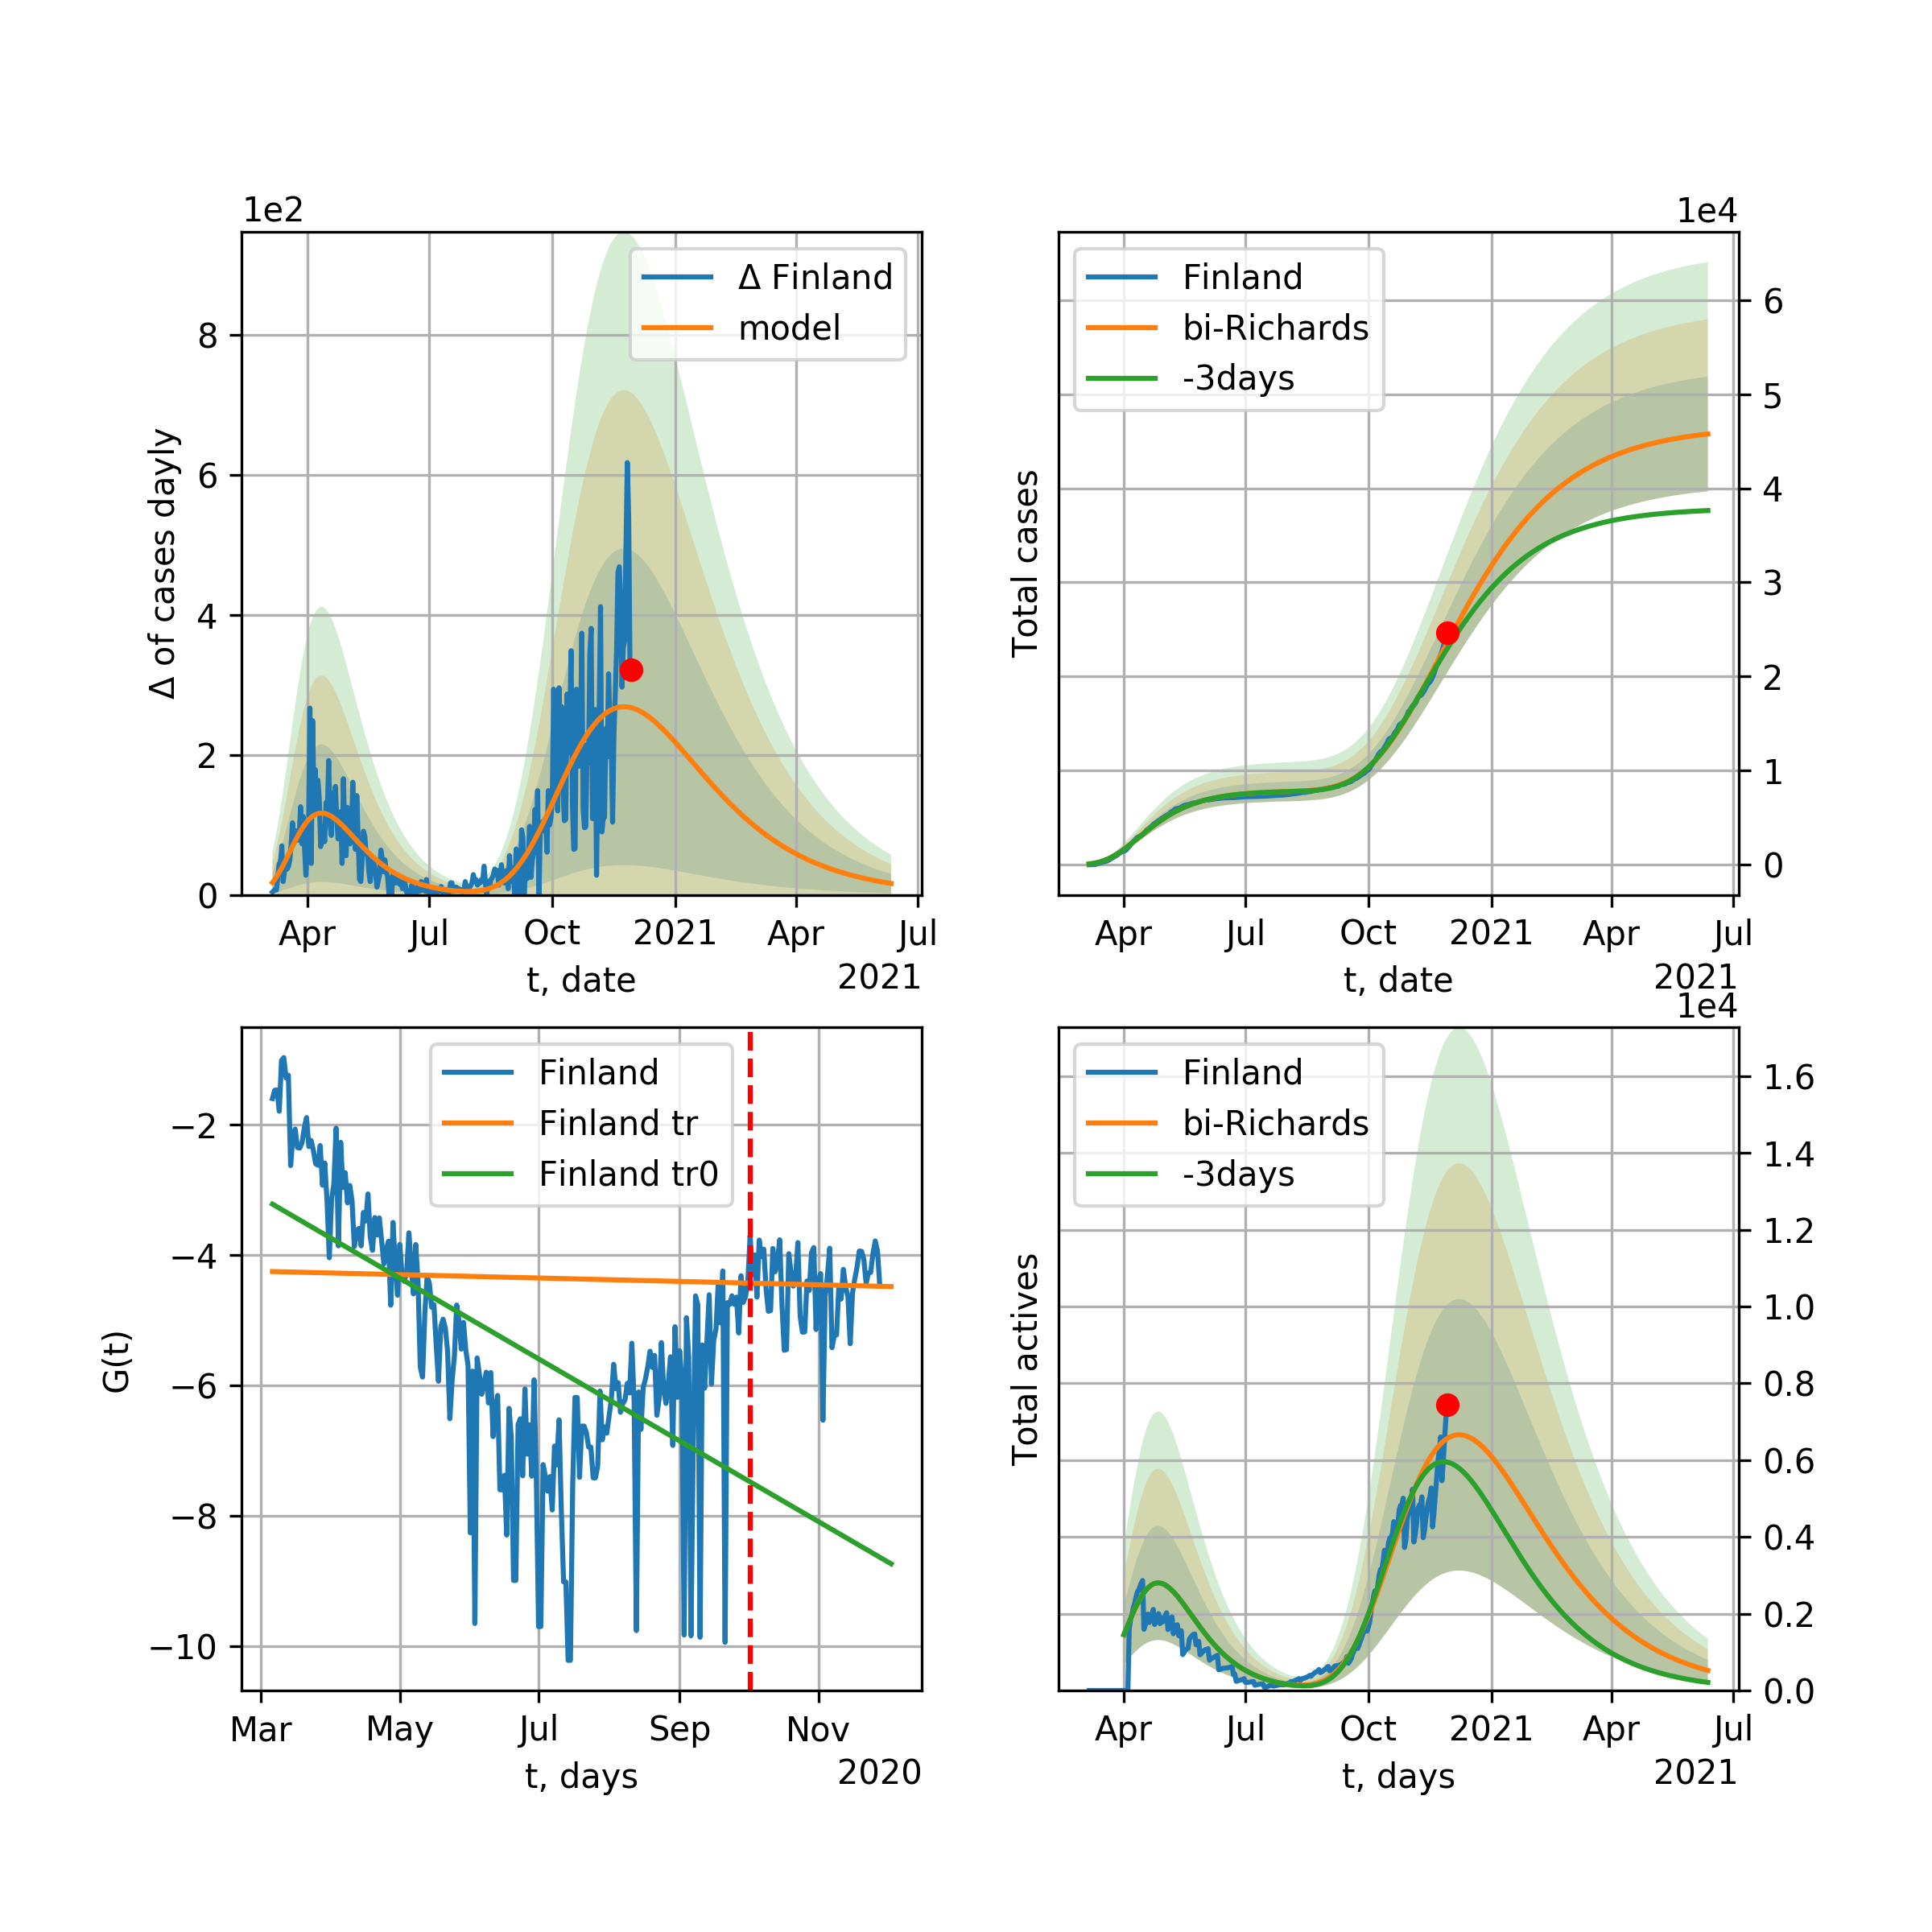 1e2
Δ Finland
model
8
6
4
2
0
Δ of cases dayly
Apr
Jul
Oct
2021
Apr
Jul
t, date
2021
1e4
Finland
bi-Richards
-3days
6
5
4
3
2
1
0
Total cases
Apr
Jul
Oct
2021
Apr
Jul
t, date
2021
Finland
Finland tr
Finland tr0
−2
−4
−6
−8
−10
G(t)
Mar
May
Jul
Sep
Nov
t, days
2020
1e4
Finland
bi-Richards
-3days
1.6
1.4
1.2
1.0
0.8
0.6
0.4
0.2
0.0
Total actives
Apr
Jul
Oct
2021
Apr
Jul
t, days
2021